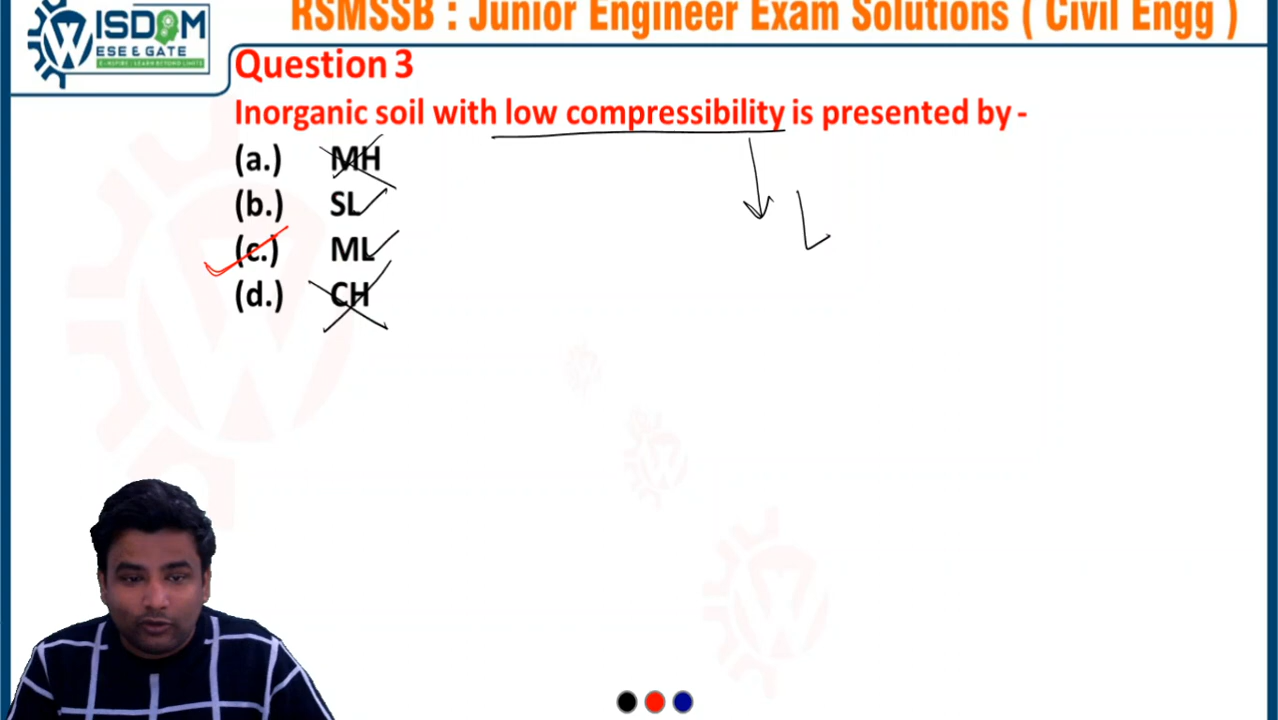 RSMSSB : Junior Engineer Exam Solutions ( Civil Engg )
WISDOM
ESE & GATE
Question 3
Inorganic soil with low compressibility is presented by -
(a.) MH
(b.) SL
(c.) ML
(d.) CH
L